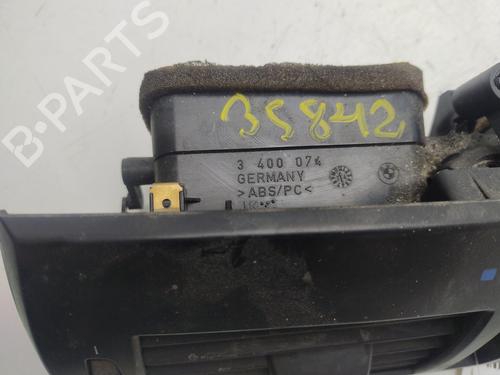 B-PARTS
35842
3 400 074
GERMANY
>ABS/PC<